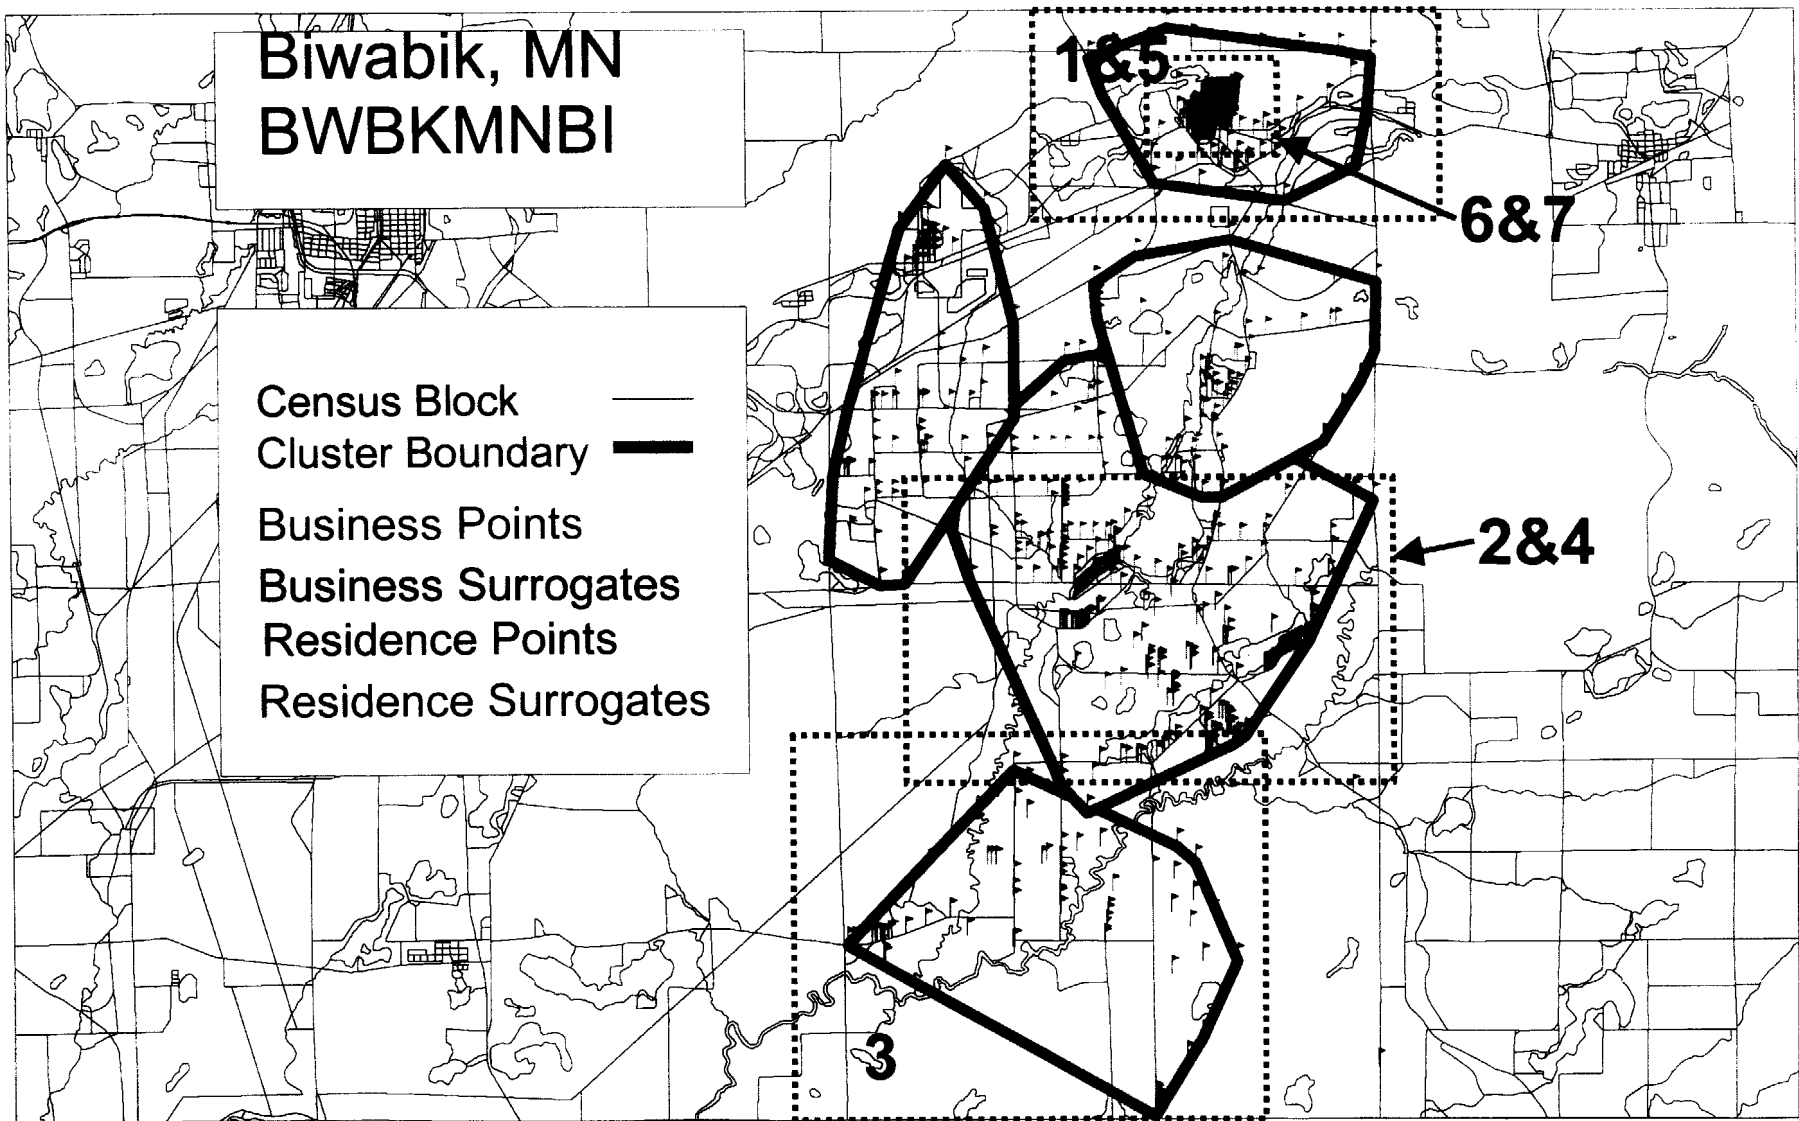 Biwabik, MN
BWBKMNBI
1&5
6&7
Census Block
Cluster Boundary
Business Points
Business Surrogates
Residence Points
Residence Surrogates
2&4
3